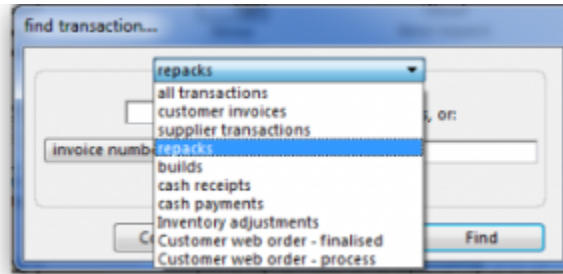 find transaction...
repacks
all transactions
customer invoices
supplier transactions
, or:
invoice numb
repacks
builds
cash receipts
cash payments
Inventory adjustments
Customer web order - finalised
Find
Customer web order - process